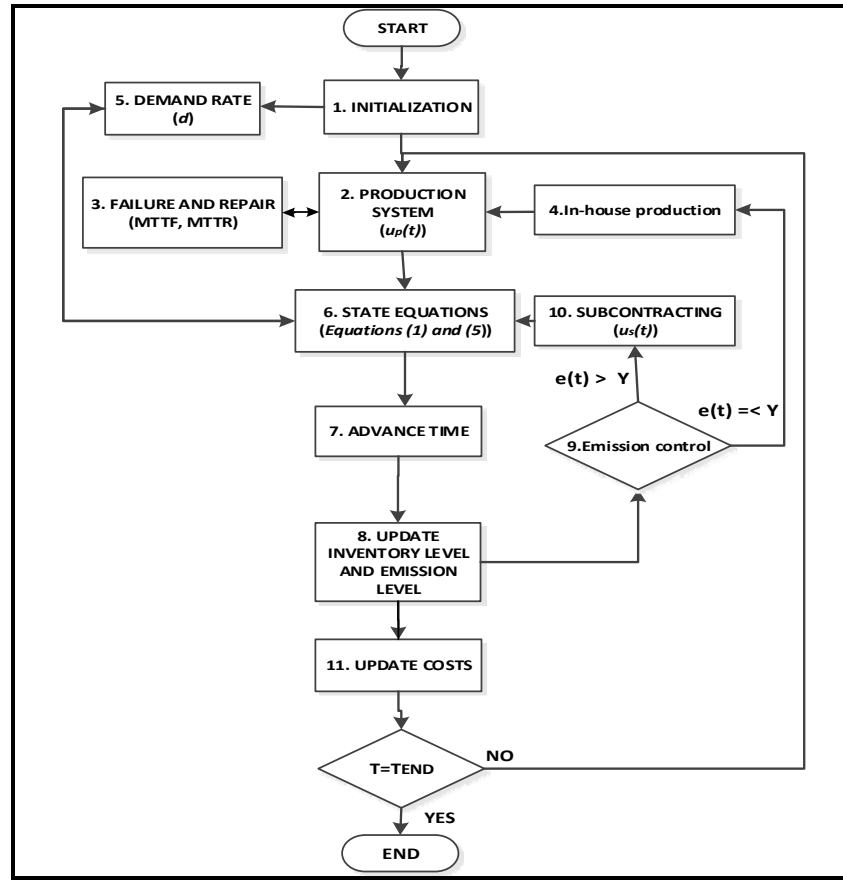 START
1. INITIALIZATION
5. DEMAND RATE
(d)
3. FAILURE AND REPAIR
(MTTF, MTTR)
2. PRODUCTION
SYSTEM
(up(t))
4.In-house production
6. STATE EQUATIONS
(Equations (1) and (5))
10. SUBCONTRACTING
(us(t))
e(t) > Y
e(t) =< Y
7. ADVANCE TIME
9.Emission control
8. UPDATE
INVENTORY LEVEL
AND EMISSION
LEVEL
11. UPDATE COSTS
T=TEND
NO
YES
END